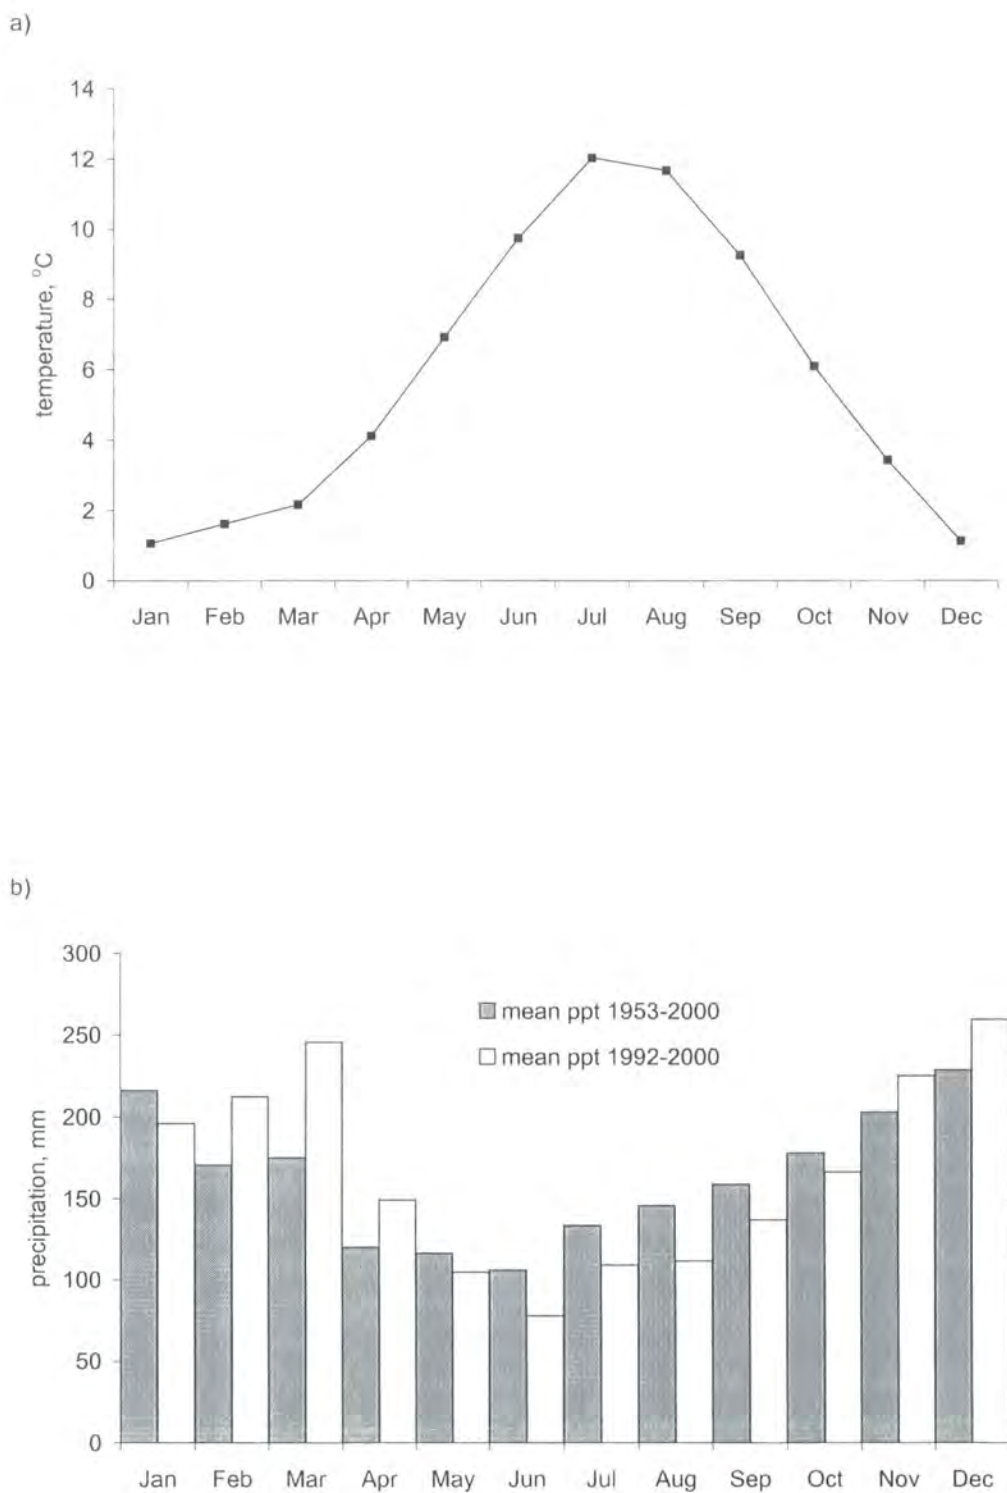 a)
14
12
10
8
6
4
2
0
temperature, °C
Jan Feb Mar Apr May Jun Jul Aug Sep Oct Nov Dec
b)
300
250
200
150
100
50
0
precipitation, mm
mean ppt 1953-2000
mean ppt 1992-2000
Jan Feb Mar Apr May Jun Jul Aug Sep Oct Nov Dec